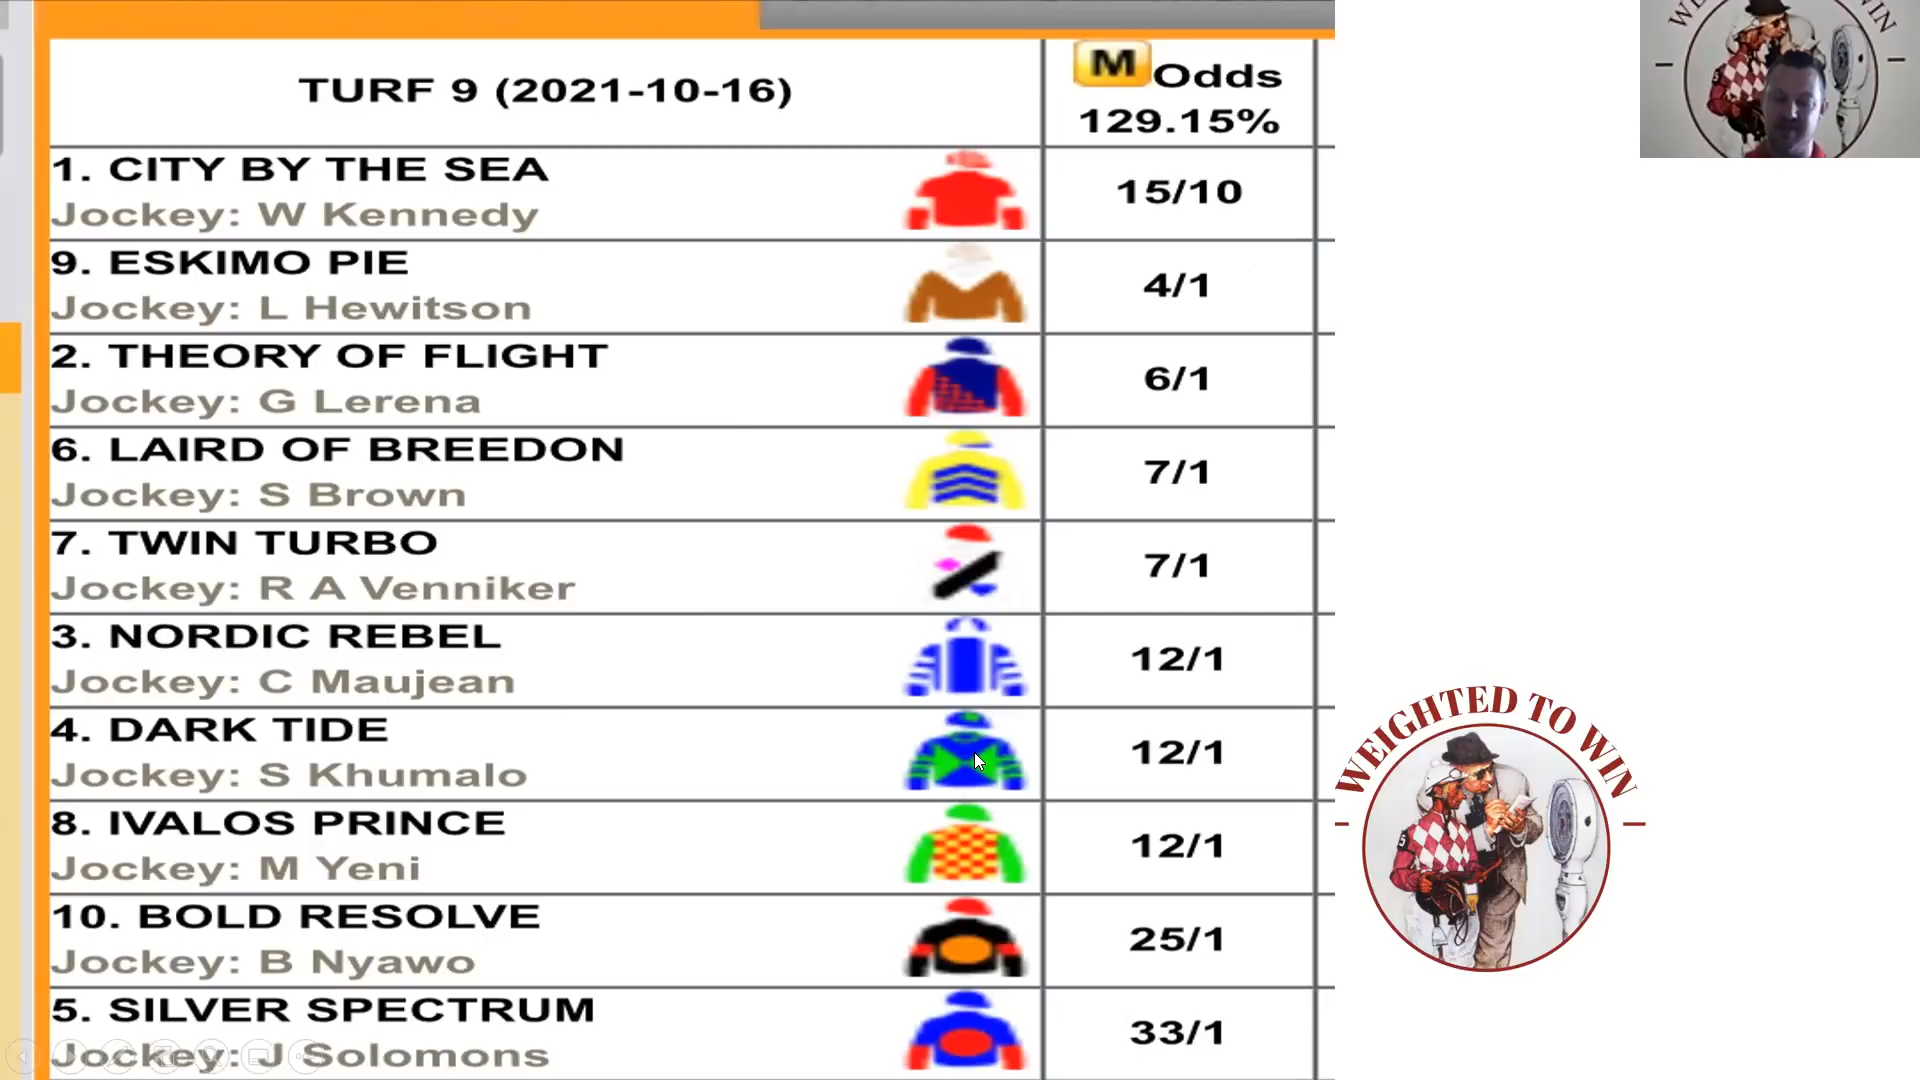 TURF 9 (2021-10-16)
M Odds
129.15%
1. CITY BY THE SEA
Jockey: W Kennedy
15/10
9. ESKIMO PIE
Jockey: L Hewitson
4/1
2. THEORY OF FLIGHT
Jockey: G Lerena
6/1
6. LAIRD OF BREEDON
Jockey: S Brown
7/1
7. TWIN TURBO
Jockey: R A Venniker
7/1
3. NORDIC REBEL
Jockey: C Maujean
12/1
4. DARK TIDE
Jockey: S Khumalo
12/1
8. IVALOS PRINCE
Jockey: M Yeni
12/1
10. BOLD RESOLVE
Jockey: B Nyawo
25/1
5. SILVER SPECTRUM
Jockey: J Solomons
33/1
WEIGHTED TO WIN